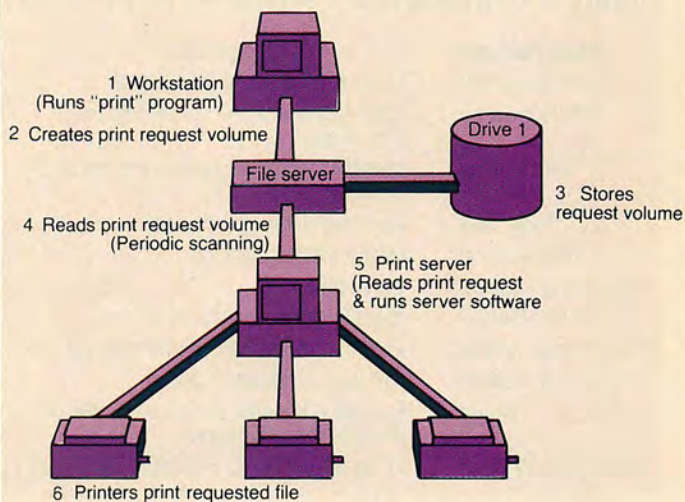 1 Workstation
(Runs "print" program)
2 Creates print request volume
Drive 1
File server
3 Stores
request volume
4 Reads print request volume
(Periodic scanning)
5 Print server
(Reads print request
& runs server software
6 Printers print requested file